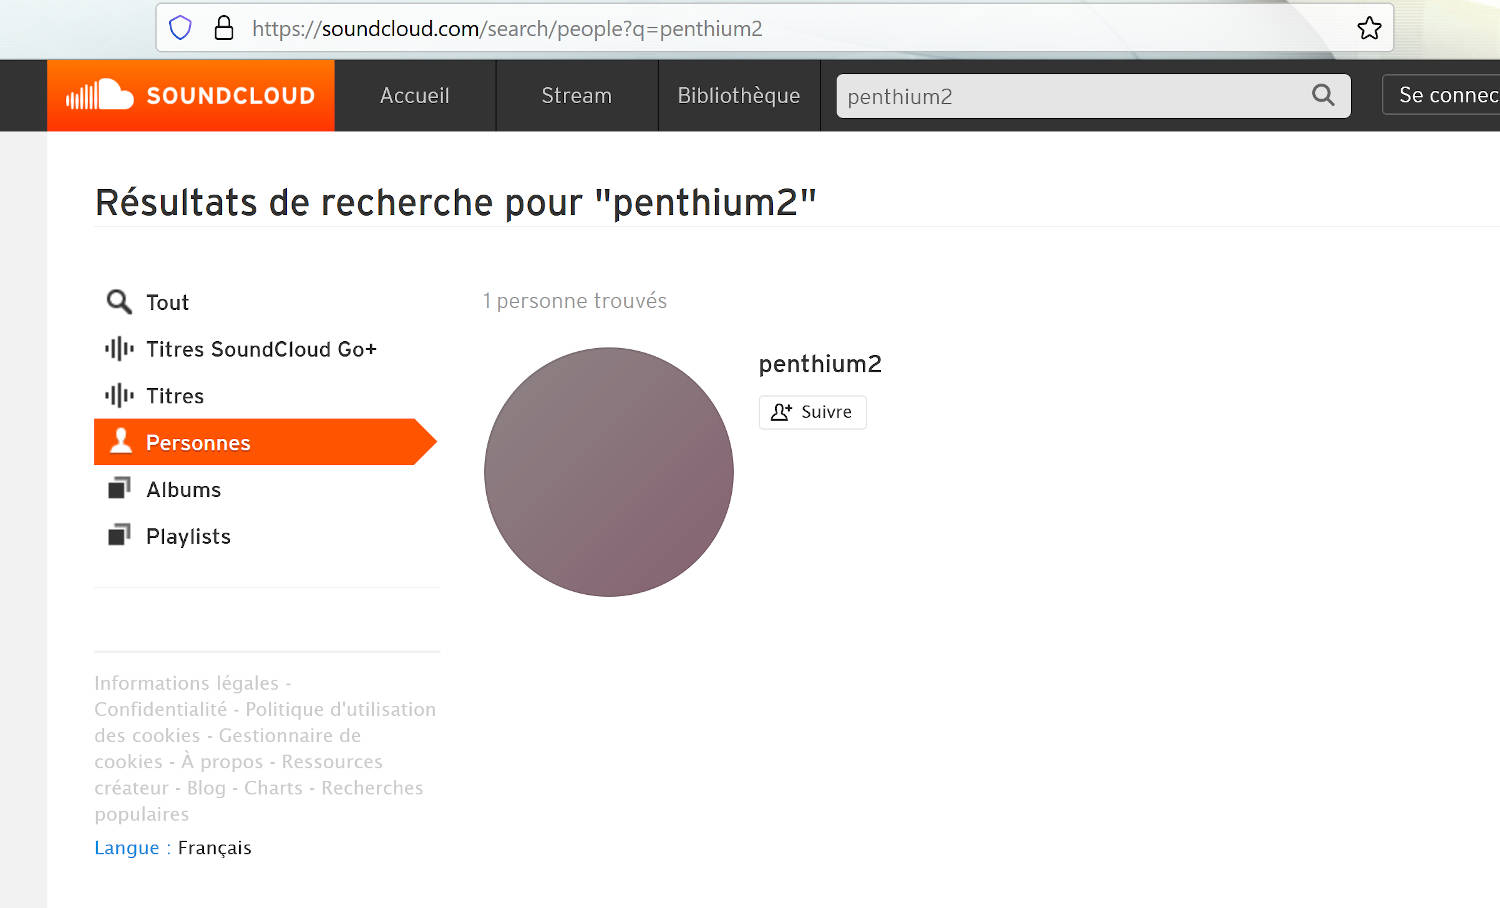 https://soundcloud.com/search/people?q=penthium2
SOUNDCLOUD
Accueil
Stream
Bibliothèque
penthium2
Se connec
Résultats de recherche pour "penthium2"
Tout
Titres SoundCloud Go+
Titres
Personnes
Albums
Playlists
1 personne trouvés
penthium2
Suivre
Informations légales -
Confidentialité - Politique d'utilisation
des cookies - Gestionnaire de
cookies - À propos - Ressources
créateur - Blog - Charts - Recherches
populaires
Langue : Français